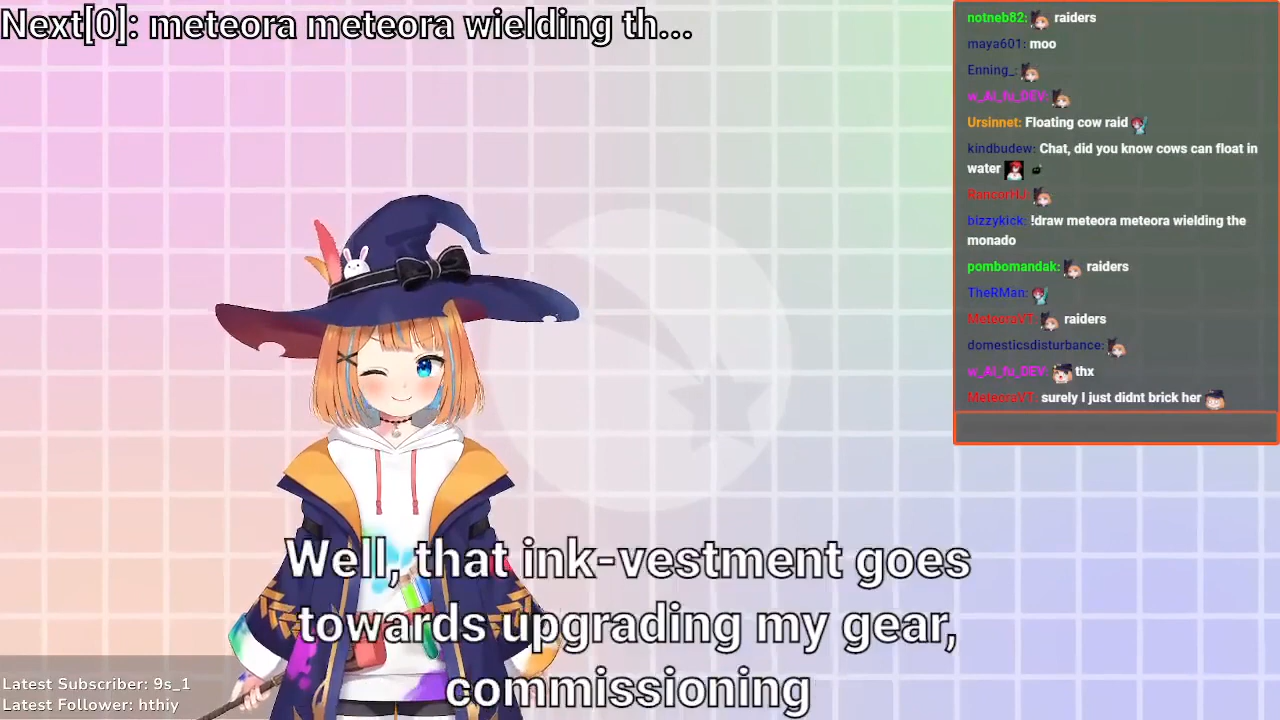 Next[0]: meteora meteora wielding th...
notneb82: raiders
maya601: moo
Enning_:
w_AI_fu_DEV:
Ursinnet: Floating cow raid
kindbudew: Chat, did you know cows can float in
water
RancorHJ:
bizzykick: !draw meteora meteora wielding the
monado
pombomandak: raiders
TheRMan:
MeteoraVT: raiders
domesticsdisturbance:
w_AI_fu_DEV: thx
MeteoraVT: surely I just didnt brick her
Well, that ink-vestment goes
towards upgrading my gear,
commissioning
Latest Subscriber: 9s_1
Latest Follower: hthiy